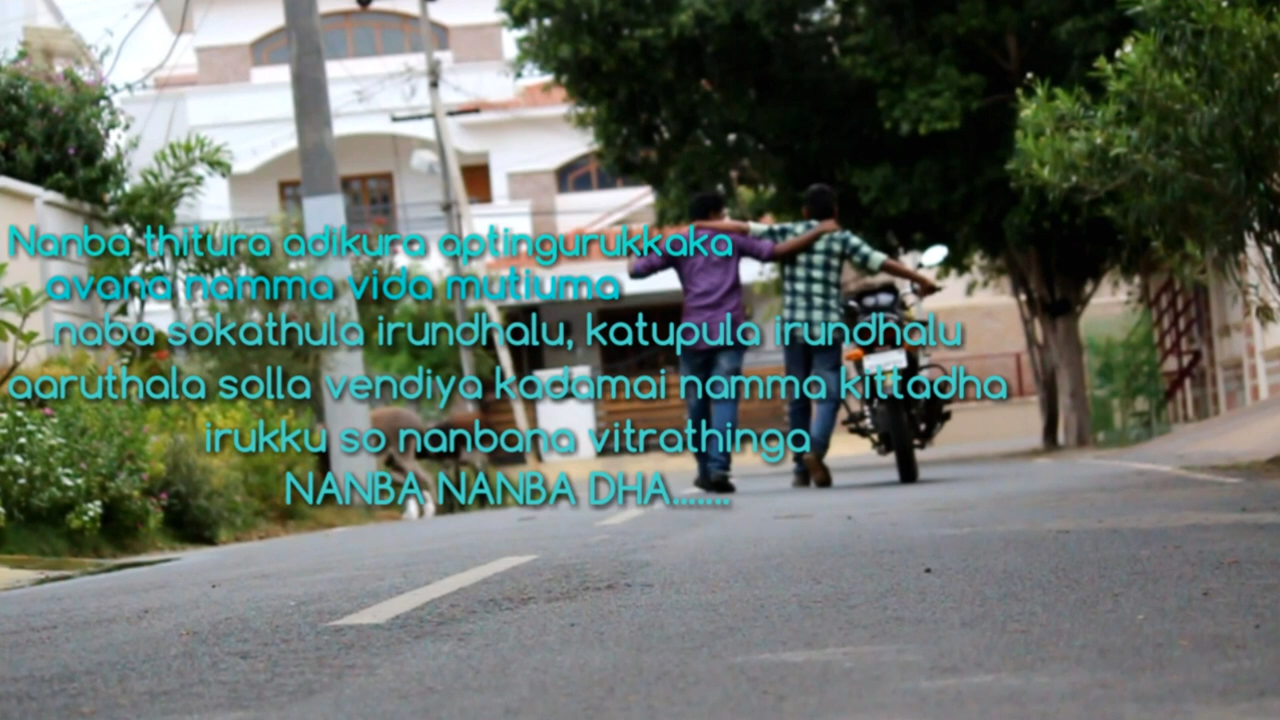 Nanba thitura adikura aptingurukkaka
avana namma vida mutiuma
naba sokathula irundhalu, katupula irundhalu
aaruthala solla vendiya kadamai namma kittadha
irukku so nanbana vitrathinga
NANBA NANBA DHA.......